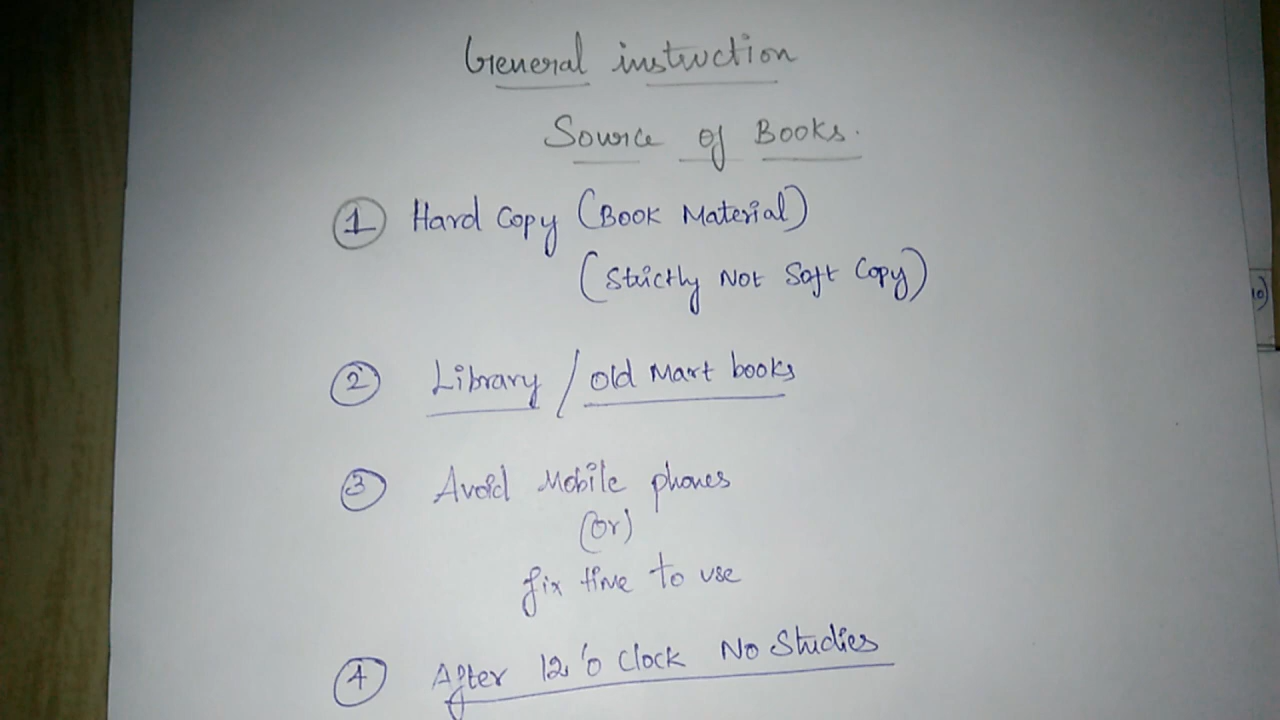 General instruction
Source of Books.
1 Hard Copy (Book Material)
(Strictly Not Soft Copy)
2 Library / old Mart books
3 Avoid Mobile phones
(or)
fix time to use
4 After 12 'o Clock No Studies
10)